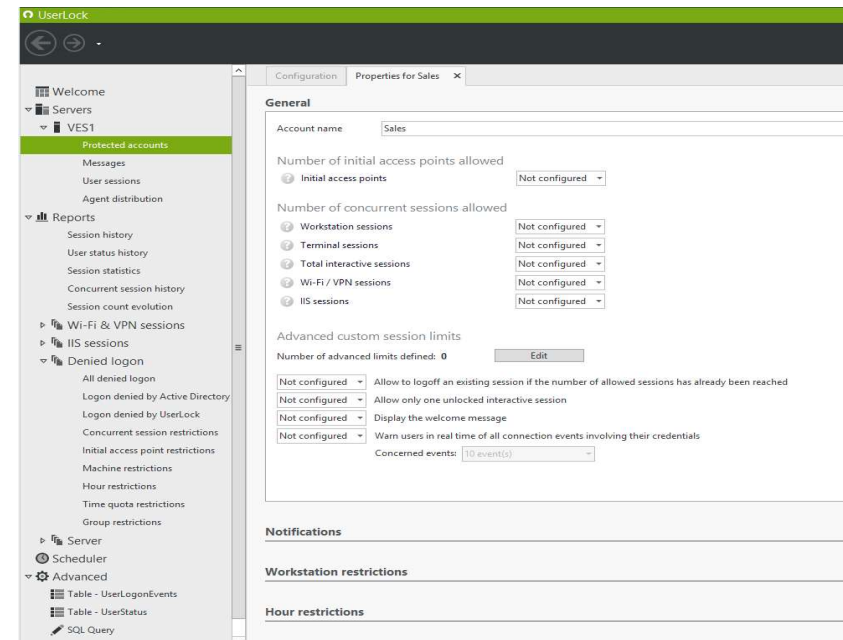 UserLock
Welcome
Servers
VES1
Protected accounts
Messages
User sessions
Agent distribution
Reports
Session history
User status history
Session statistics
Concurrent session history
Session count evolution
Wi-Fi & VPN sessions
IIS sessions
Denied logon
All denied logon
Logon denied by Active Directory
Logon denied by UserLock
Concurrent session restrictions
Initial access point restrictions
Machine restrictions
Hour restrictions
Time quota restrictions
Group restrictions
Server
Scheduler
Advanced
Table - UserLogonEvents
Table - UserStatus
SQL Query
Configuration Properties for Sales
General
Account name Sales
Number of initial access points allowed
Initial access points Not configured
Number of concurrent sessions allowed
Workstation sessions Not configured
Terminal sessions Not configured
Total interactive sessions Not configured
Wi-Fi / VPN sessions Not configured
IIS sessions Not configured
Advanced custom session limits
Number of advanced limits defined: 0 Edit
Not configured Allow to logoff an existing session if the number of allowed sessions has already been reached
Not configured Allow only one unlocked interactive session
Not configured Display the welcome message
Not configured Warn users in real time of all connection events involving their credentials
Concerned events: 10 event(s)
Notifications
Workstation restrictions
Hour restrictions